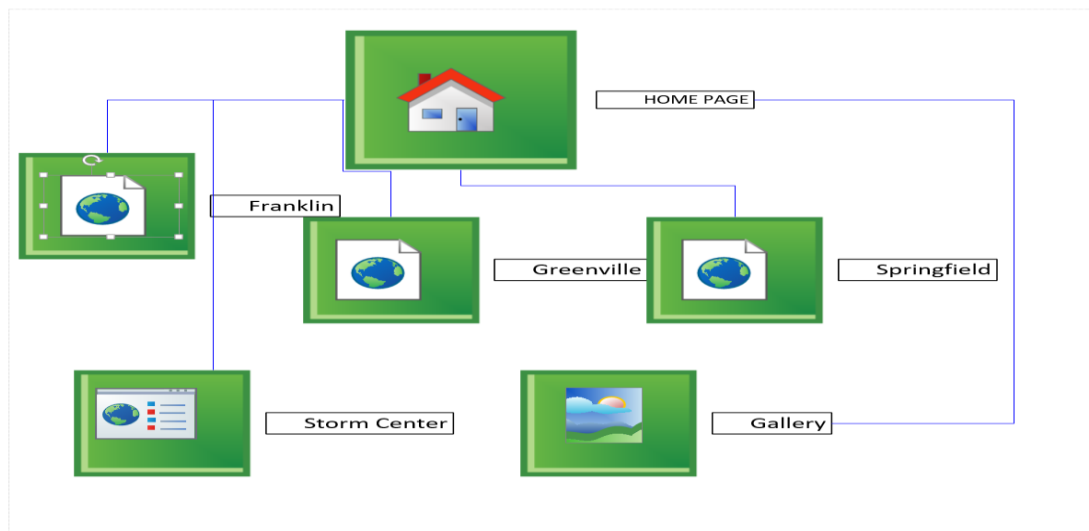 HOME PAGE
Franklin
Greenville
Springfield
Storm Center
Gallery